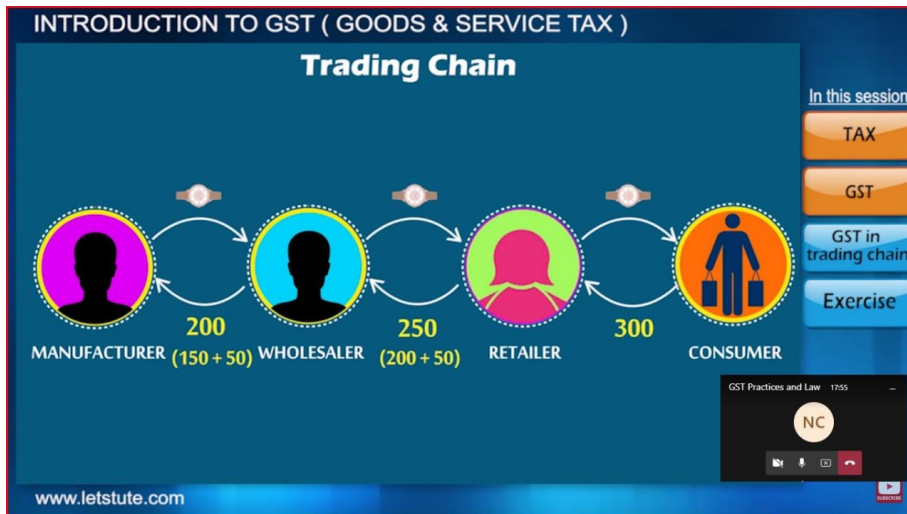 INTRODUCTION TO GST ( GOODS & SERVICE TAX )
Trading Chain
In this session
TAX
GST
GST in
trading chain
Exercise
200
250
300
MANUFACTURER (150 + 50) WHOLESALER (200 + 50) RETAILER CONSUMER
GST Practices and Law 17:55
NC
www.letstute.com
SUBSCRIBE